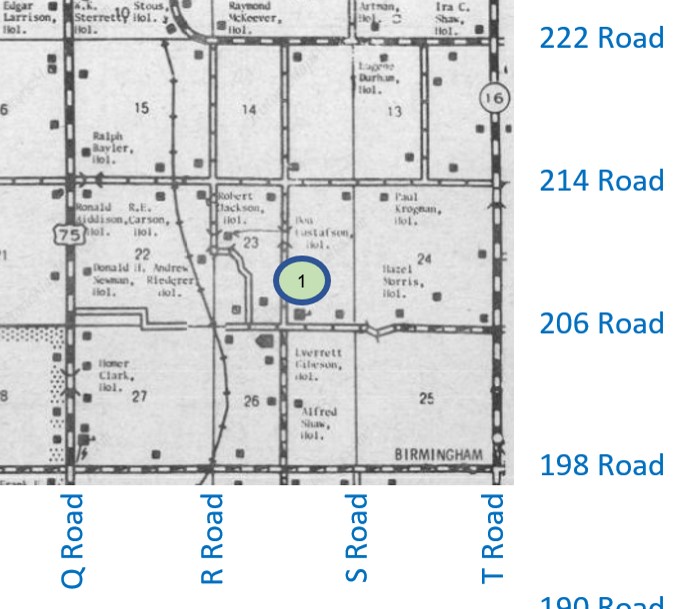 Edgar
Larrison,
Hol.
Sterrett,
Hol.
10
Stous,
Hol.
Raymond
McKeever,
Hol.
Artman,
Hol.
Ira C.
Shaw,
Hol.
222 Road
Durham,
Hol.
16
6
15
14
13
Ralph
Bayler,
Hol.
214 Road
Ronald
Hol.
R.E.
Carson,
Hol.
Robert
Jackson,
Hol.
Paul
Krogman,
Hol.
75
Gustafson,
Hol.
22
23
24
Donald H.
Newman,
Hol.
Andrew
Riederer
Hol.
Hazel
Morris,
Hol.
1
206 Road
Homer
Clark,
Hol.
Everrett
Gibeson,
Hol.
8
27
26
25
Alfred
Shaw,
Hol.
BIRMINGHAM
198 Road
Q Road
R Road
S Road
T Road
190 Road